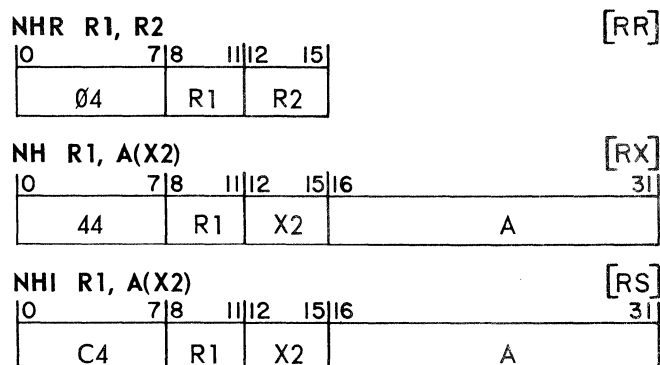 NHR R1, R2 [RR]
0 7 8 11 12 15
Ø4 R1 R2
NH R1, A(X2) [RX]
0 7 8 11 12 15 16 31
44 R1 X2 A
NHI R1, A(X2) [RS]
0 7 8 11 12 15 16 31
C4 R1 X2 A